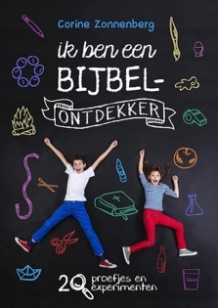 Corine Zonnenberg
ik ben een
BIJBEL-
ONTDEKKER
20 proefjes en
experimenten